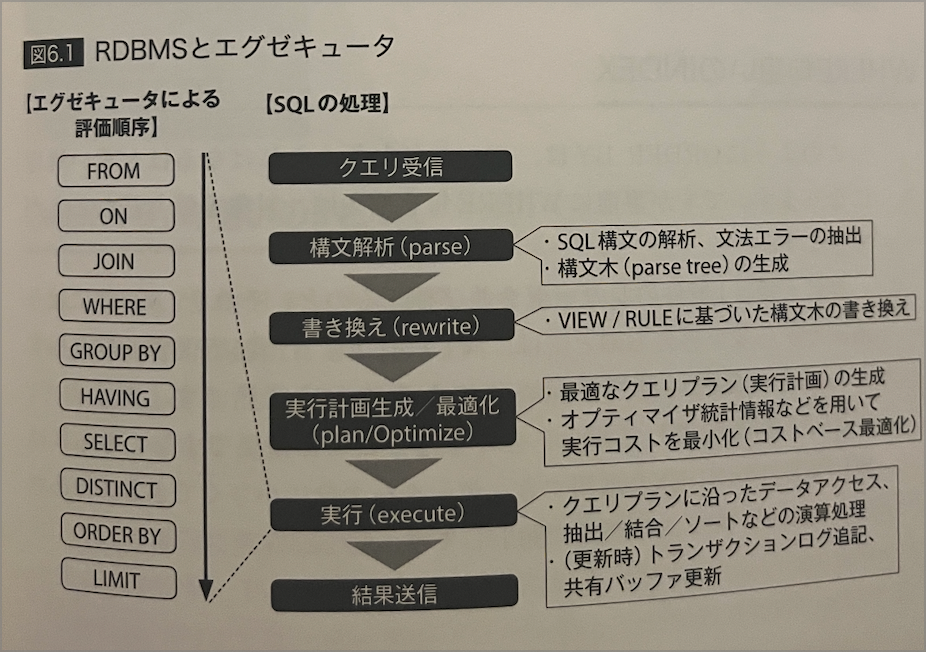 図6.1 RDBMSとエグゼキュータ
【エグゼキュータによる
評価順序】
FROM
ON
JOIN
WHERE
GROUP BY
HAVING
SELECT
DISTINCT
ORDER BY
LIMIT
【SQLの処理】
クエリ受信
構文解析（parse）
・SQL構文の解析、文法エラーの抽出
・構文木（parse tree）の生成
書き換え（rewrite）
・VIEW / RULEに基づいた構文木の書き換え
実行計画生成／最適化
（plan/Optimize）
・最適なクエリプラン（実行計画）の生成
・オプティマイザ統計情報などを用いて
実行コストを最小化（コストベース最適化）
実行（execute）
・クエリプランに沿ったデータアクセス、
抽出／結合／ソートなどの演算処理
・（更新時）トランザクションログ追記、
共有バッファ更新
結果送信